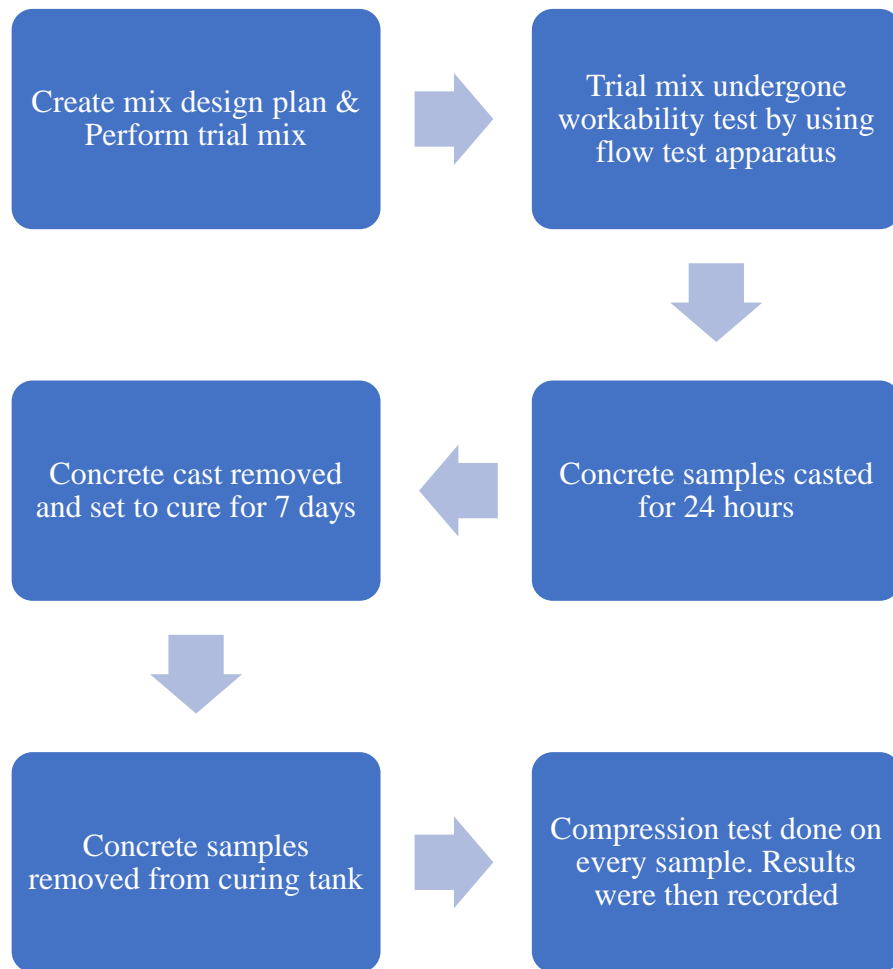 Create mix design plan &
Perform trial mix
Trial mix undergone
workability test by using
flow test apparatus
Concrete samples casted
for 24 hours
Concrete cast removed
and set to cure for 7 days
Concrete samples
removed from curing tank
Compression test done on
every sample. Results
were then recorded